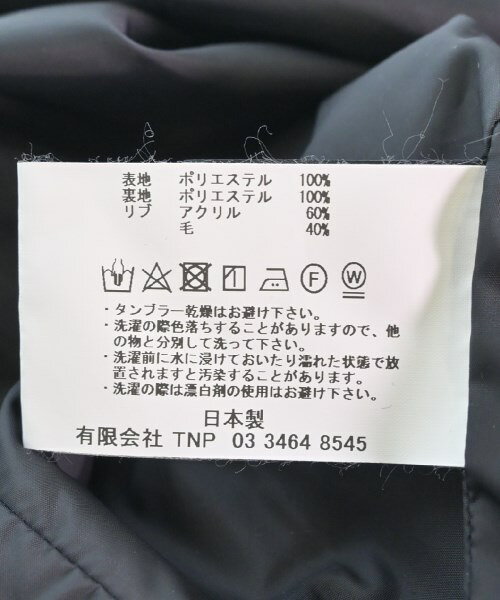 表地 ポリエステル 100%
裏地 ポリエステル 100%
リブ アクリル 60%
毛 40%
F W
・タンブラー乾燥はお避け下さい。
・洗濯の際色落ちすることがありますので、他
の物と分別して洗って下さい。
・洗濯前に水に浸けておいたり濡れた状態で放
置されますと汚染することがあります。
・洗濯の際は漂白剤の使用はお避け下さい。
日本製
有限会社 TNP 03 3464 8545